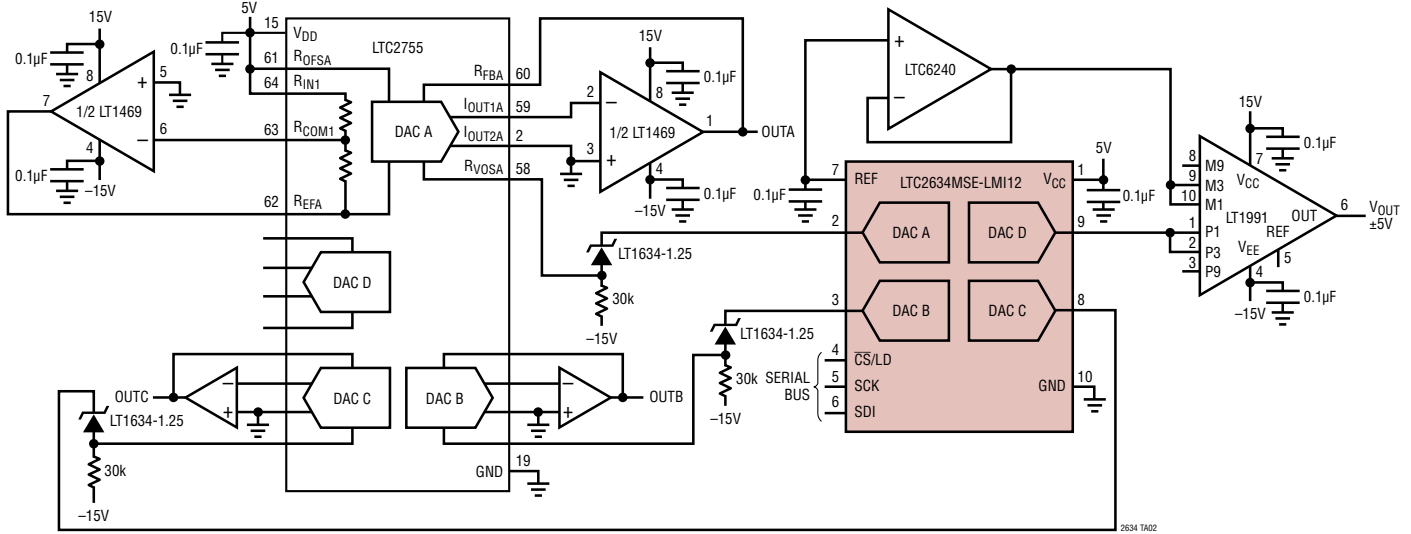 15V
0.1µF
8
5
+
7
1/2 LT1469
6
–
4
0.1µF
–15V
5V
15
0.1µF
61
64
63
62
VDD
ROFSA
RIN1
RCOM1
REFA
LTC2755
DAC A
RFBA
IOUT1A
IOUT2A
RVOSA
60
59
2
58
15V
0.1µF
8
2
–
1/2 LT1469
1
OUTA
3
+
4
0.1µF
–15V
DAC D
OUTC
–
+
DAC C
DAC B
–
+
OUTB
LT1634-1.25
30k
–15V
GND
19
LT1634-1.25
30k
–15V
LT1634-1.25
30k
–15V
+
LTC6240
–
0.1µF
7
REF
LTC2634MSE-LMI12
VCC
1
5V
0.1µF
2
DAC A
DAC D
9
3
DAC B
DAC C
8
SERIAL
BUS
4
CS/LD
5
SCK
6
SDI
GND
10
15V
0.1µF
7
8
M9
9
M3
10
M1
VCC
LT1991
1
P1
2
P3
3
P9
OUT
REF
VEE
6
VOUT
±5V
5
4
0.1µF
–15V
2634 TA02